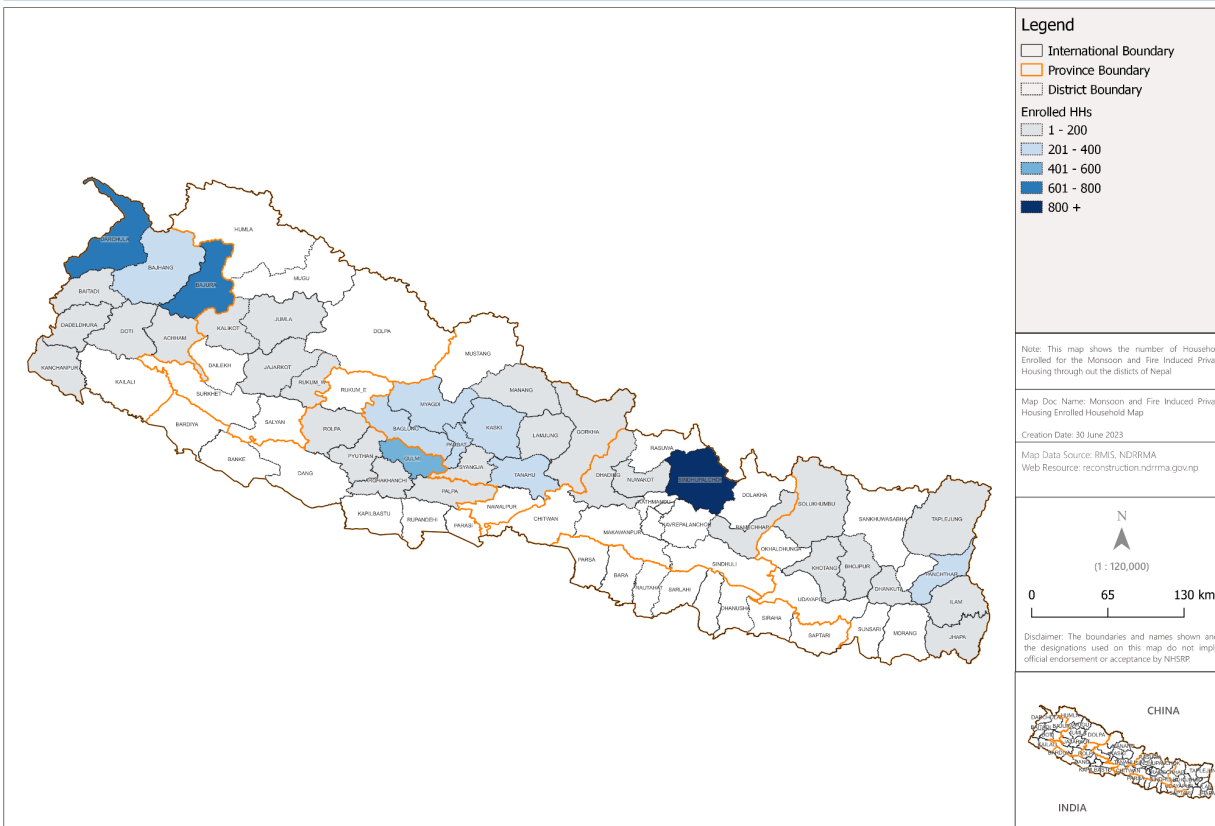 Legend
International Boundary
Province Boundary
District Boundary
Enrolled HHs
1 - 200
201 - 400
401 - 600
601 - 800
800 +
Note: This map shows the number of Househo
Enrolled for the Monsoon and Fire Induced Priva
Housing through out the disticts of Nepal
Map Doc Name: Monsoon and Fire Induced Priva
Housing Enrolled Household Map
Creation Date: 30 June 2023
Map Data Source: RMIS, NDRRMA
Web Resource: reconstruction.ndrrma.gov.np
N
(1 : 120,000)
0 65 130 km
Disclaimer: The boundaries and names shown and
the designations used on this map do not impl
official endorsement or acceptance by NHSRP.
CHINA
INDIA
HUMLA
DARCHULA
BAJHANG
BAJURA
MUGU
BAITADI
DADELDHURA
DOTI
ACHHAM
KALIKOT
JUMLA
DOLPA
MUSTANG
KANCHANPUR
KAILALI
DAILEKH
JAJARKOT
RUKUM_W
RUKUM_E
SURKHET
MYAGDI
MANANG
BARDIYA
SALYAN
ROLPA
BAGLUNG
KASKI
LAMJUNG
GORKHA
PARBAT
BANKE
DANG
PYUTHAN
GULMI
SYANGJA
TANAHU
RASUWA
DHADING
NUWAKOT
SINDHUPALCHOK
DOLAKHA
ARGHAKHANCHI
PALPA
SOLUKHUMBU
SANKHUWASABHA
TAPLEJUNG
KAPILBASTU
RUPANDEHI
PARASI
NAWALPUR
CHITWAN
KATHMANDU
KAVREPALANCHOK
RAMECHHAP
MAKAWANPUR
OKHALDHUNGA
PARSA
BARA
RAUTAHAT
SARLAHI
SINDHULI
KHOTANG
BHOJPUR
DHANKUTA
PANCHTHAR
ILAM
DHANUSHA
SIRAHA
UDAYAPUR
SAPTARI
SUNSARI
MORANG
JHAPA